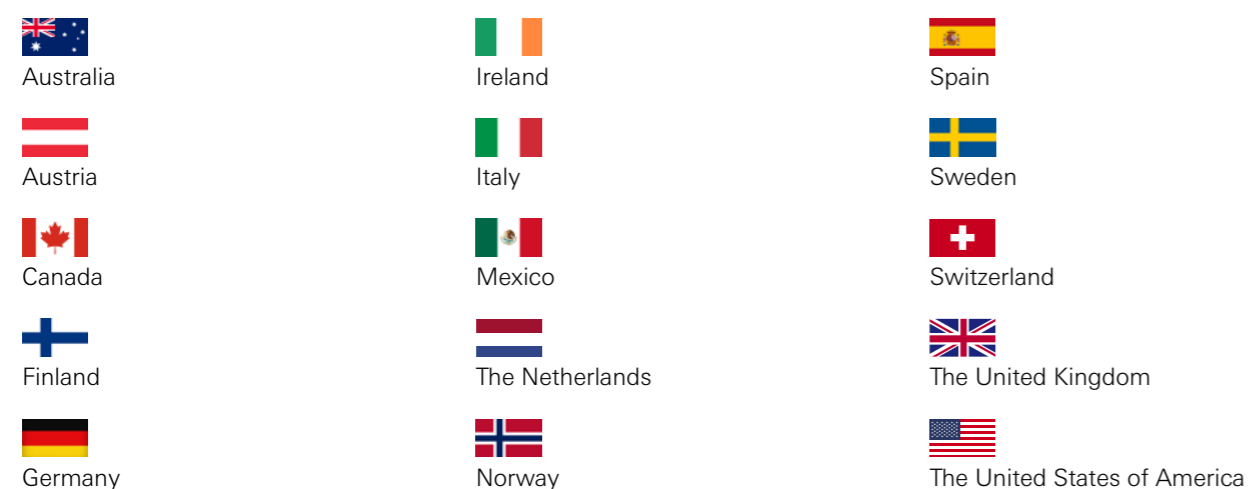 Australia
Austria
Canada
Finland
Germany
Ireland
Italy
Mexico
The Netherlands
Norway
Spain
Sweden
Switzerland
The United Kingdom
The United States of America